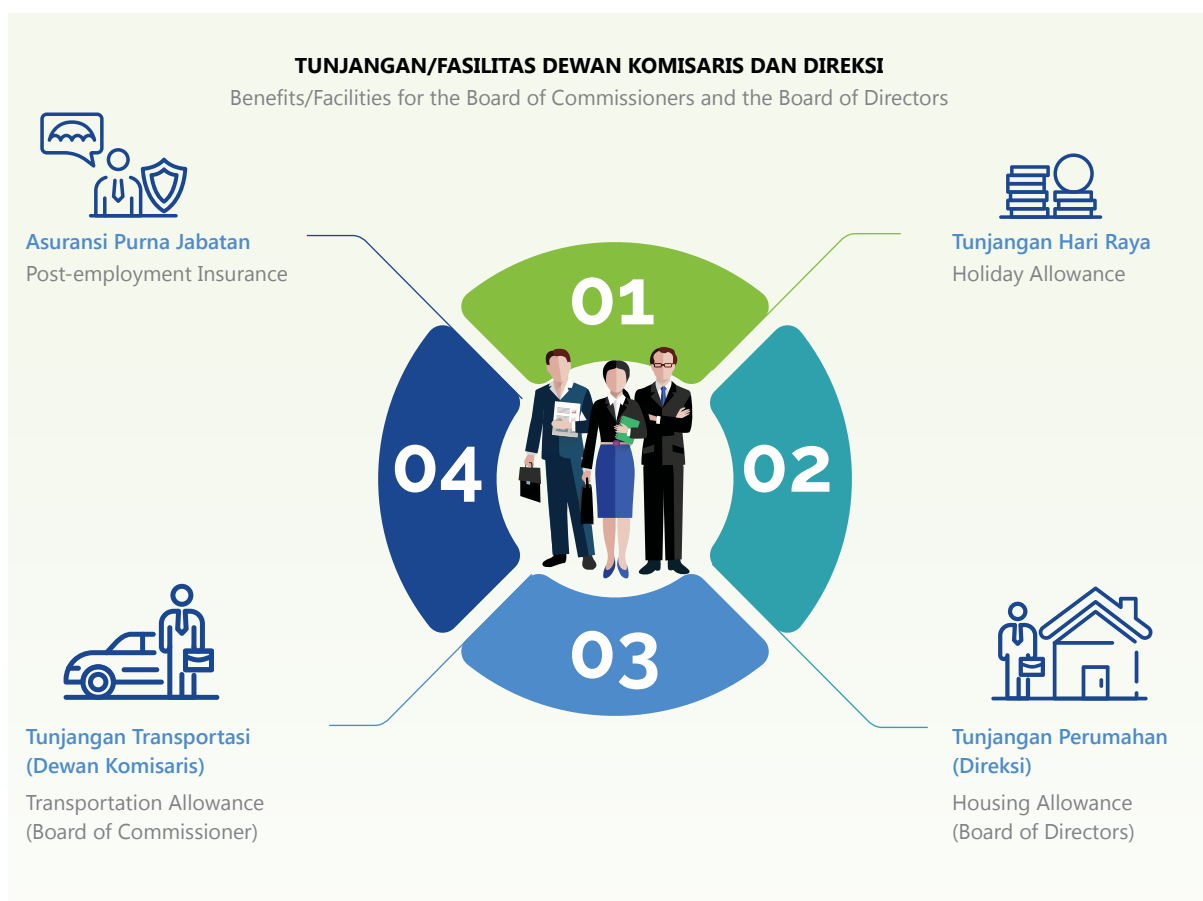 TUNJANGAN/FASILITAS DEWAN KOMISARIS DAN DIREKSI
Benefits/Facilities for the Board of Commissioners and the Board of Directors
Asuransi Purna Jabatan
Post-employment Insurance
Tunjangan Hari Raya
Holiday Allowance
01
04
02
03
Tunjangan Transportasi
(Dewan Komisaris)
Transportation Allowance
(Board of Commissioner)
Tunjangan Perumahan
(Direksi)
Housing Allowance
(Board of Directors)